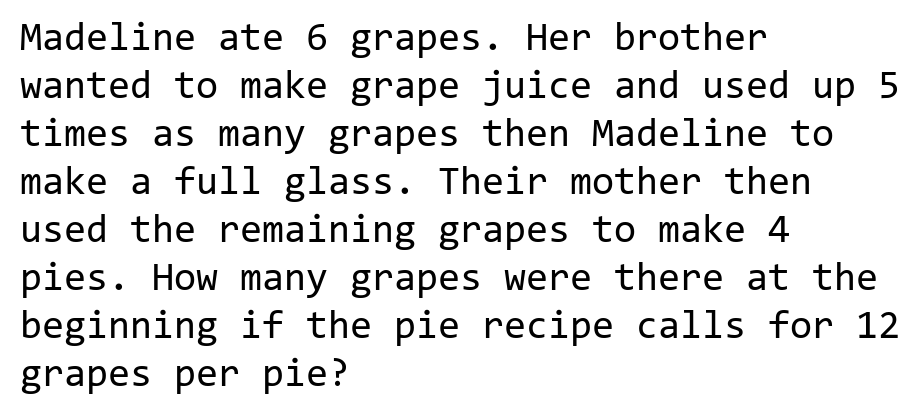 Madeline ate 6 grapes. Her brother
wanted to make grape juice and used up 5
times as many grapes then Madeline to
make a full glass. Their mother then
used the remaining grapes to make 4
pies. How many grapes were there at the
beginning if the pie recipe calls for 12
grapes per pie?